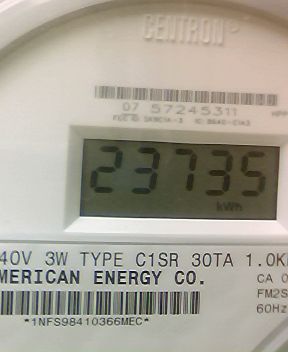 CENTRON®
07 57245311
23735
kWh
40V 3W TYPE C1SR 30TA 1.0K
MERICAN ENERGY CO.
CA 0
FM2S
60Hz
*1NFS98410366MEC*